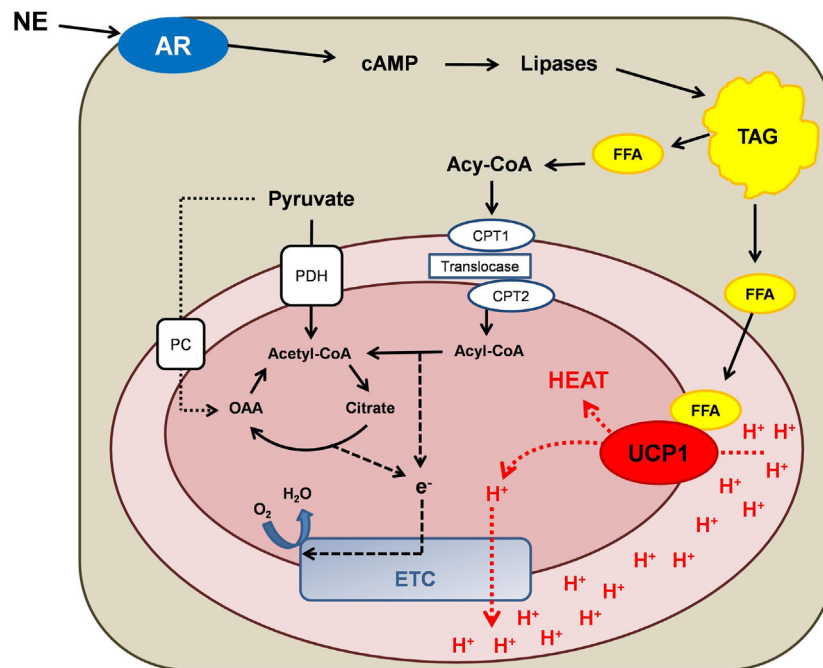 NE
AR
cAMP
Lipases
TAG
FFA
Acy-CoA
Pyruvate
CPT1
Translocase
PDH
CPT2
FFA
PC
Acetyl-CoA
Acyl-CoA
HEAT
OAA
Citrate
FFA
H+
H+
UCP1
H+
e-
H+
H+
H+
H2O
O2
H+
H+
H+
H+
ETC
H+
H+
H+
H+
H+
H+
H+